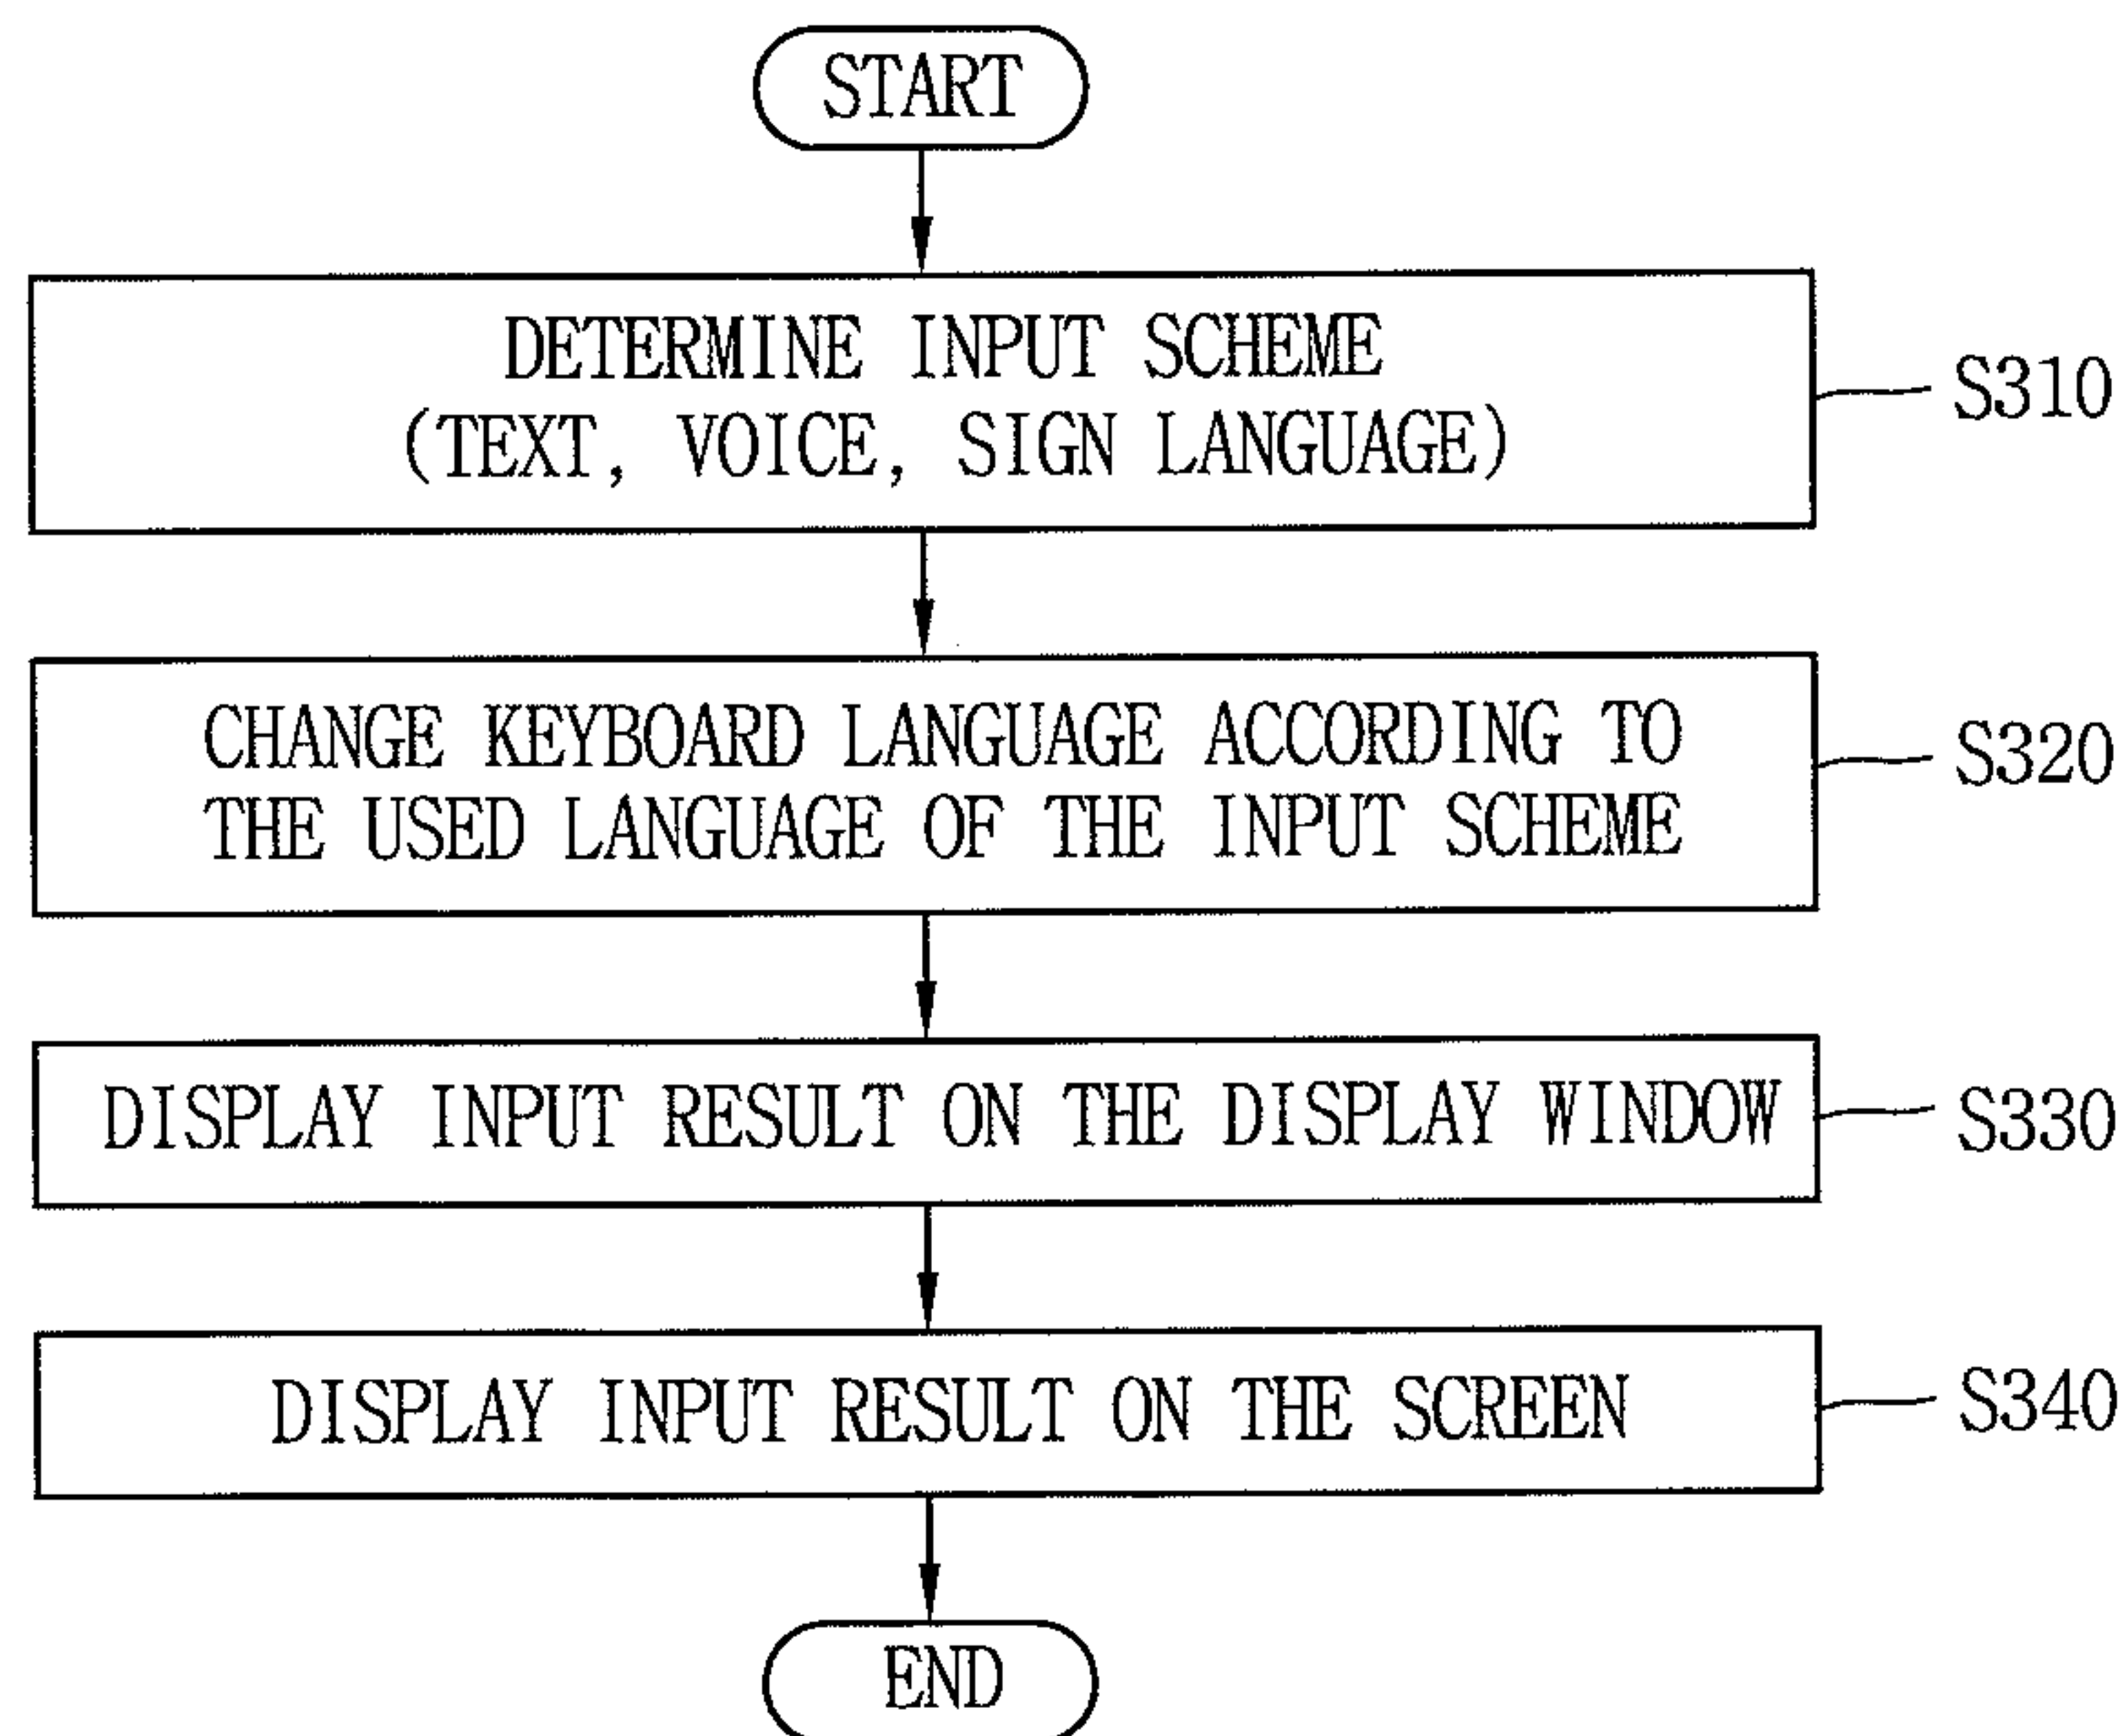 START
DETERMINE INPUT SCHEME
(TEXT, VOICE, SIGN LANGUAGE)
S310
CHANGE KEYBOARD LANGUAGE ACCORDING TO
THE USED LANGUAGE OF THE INPUT SCHEME
S320
DISPLAY INPUT RESULT ON THE DISPLAY WINDOW
S330
DISPLAY INPUT RESULT ON THE SCREEN
S340
END